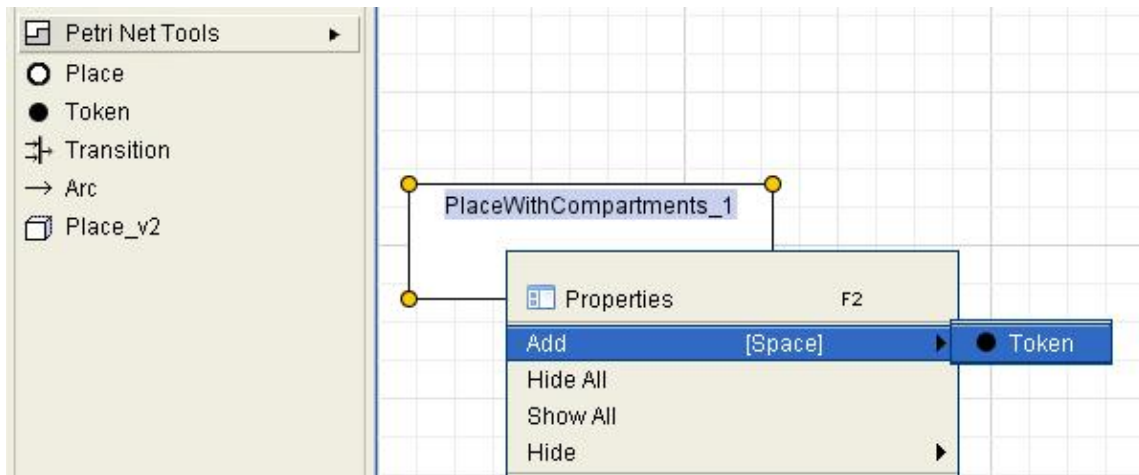 Petri Net Tools
Place
Token
Transition
Arc
Place_v2
PlaceWithCompartments_1
Properties F2
Add [Space]
Token
Hide All
Show All
Hide